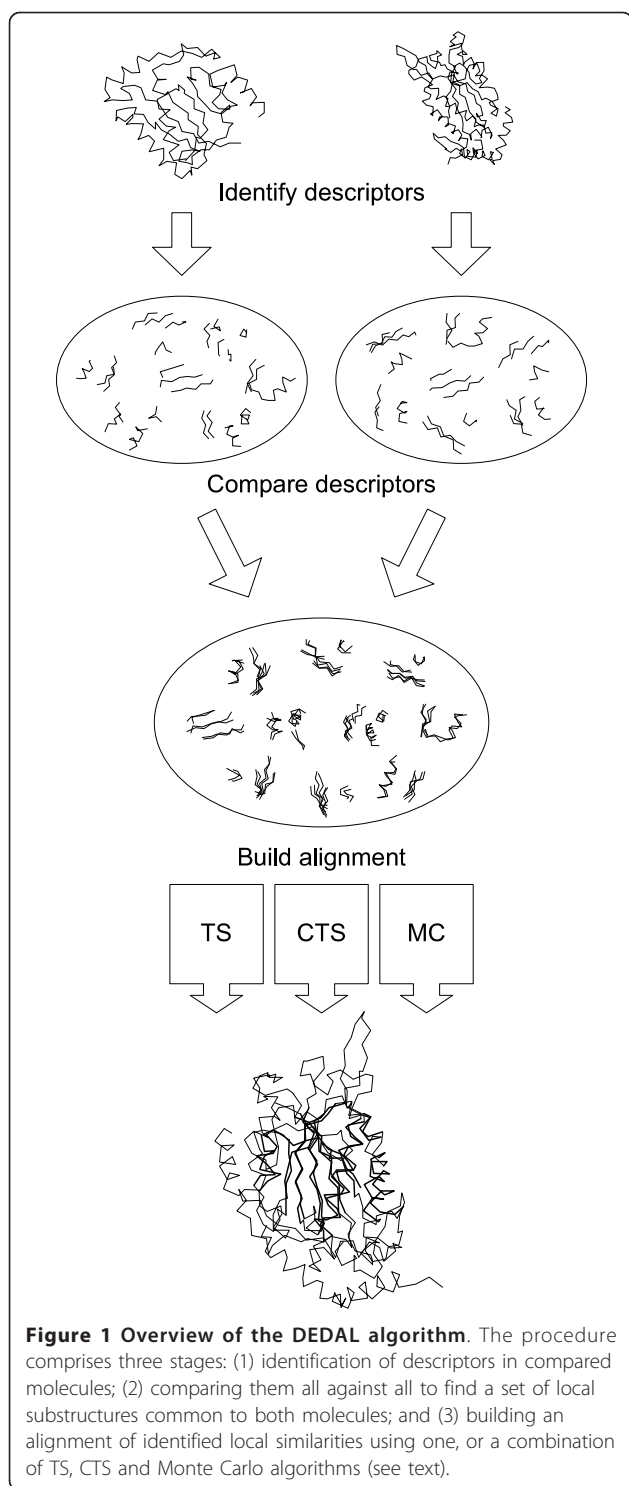 Identify descriptors
Compare descriptors
Build alignment
TS CTS MC
Figure 1 Overview of the DEDAL algorithm. The procedure
comprises three stages: (1) identification of descriptors in compared
molecules; (2) comparing them all against all to find a set of local
substructures common to both molecules; and (3) building an
alignment of identified local similarities using one, or a combination
of TS, CTS and Monte Carlo algorithms (see text).